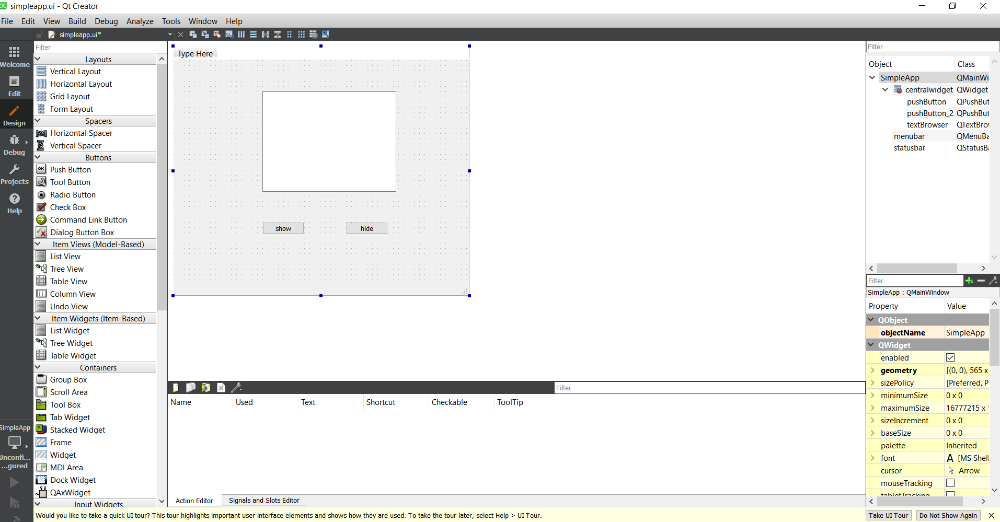 simpleapp.ui - Qt Creator
File Edit View Build Debug Analyze Tools Window Help
simpleapp.ui*
Welcome
Edit
Design
Debug
Projects
Help
SimpleApp
Unconfi...
...gured
Filter
Layouts
Vertical Layout
Horizontal Layout
Grid Layout
Form Layout
Spacers
Horizontal Spacer
Vertical Spacer
Buttons
Push Button
Tool Button
Radio Button
Check Box
Command Link Button
Dialog Button Box
Item Views (Model-Based)
List View
Tree View
Table View
Column View
Undo View
Item Widgets (Item-Based)
List Widget
Tree Widget
Table Widget
Containers
Group Box
Scroll Area
Tool Box
Tab Widget
Stacked Widget
Frame
Widget
MDI Area
Dock Widget
QAxWidget
Input Widgets
Type Here
show hide
Filter
Name Used Text Shortcut Checkable ToolTip
Action Editor Signals and Slots Editor
Filter
Object Class
SimpleApp QMainWi
centralwidget QWidget
pushButton QPushBut
pushButton_2 QPushBut
textBrowser QTextBro
menubar QMenuBa
statusbar QStatusBa
Filter
SimpleApp : QMainWindow
Property Value
QObject
objectName SimpleApp
QWidget
enabled
geometry [(0, 0), 565 x
sizePolicy [Preferred, P
minimumSize 0 x 0
maximumSize 16777215 x
sizeIncrement 0 x 0
baseSize 0 x 0
palette Inherited
font A [MS Shell
cursor Arrow
mouseTracking
tabletTracking
Would you like to take a quick UI tour? This tour highlights important user interface elements and shows how they are used. To take the tour later, select Help > UI Tour. Take UI Tour Do Not Show Again